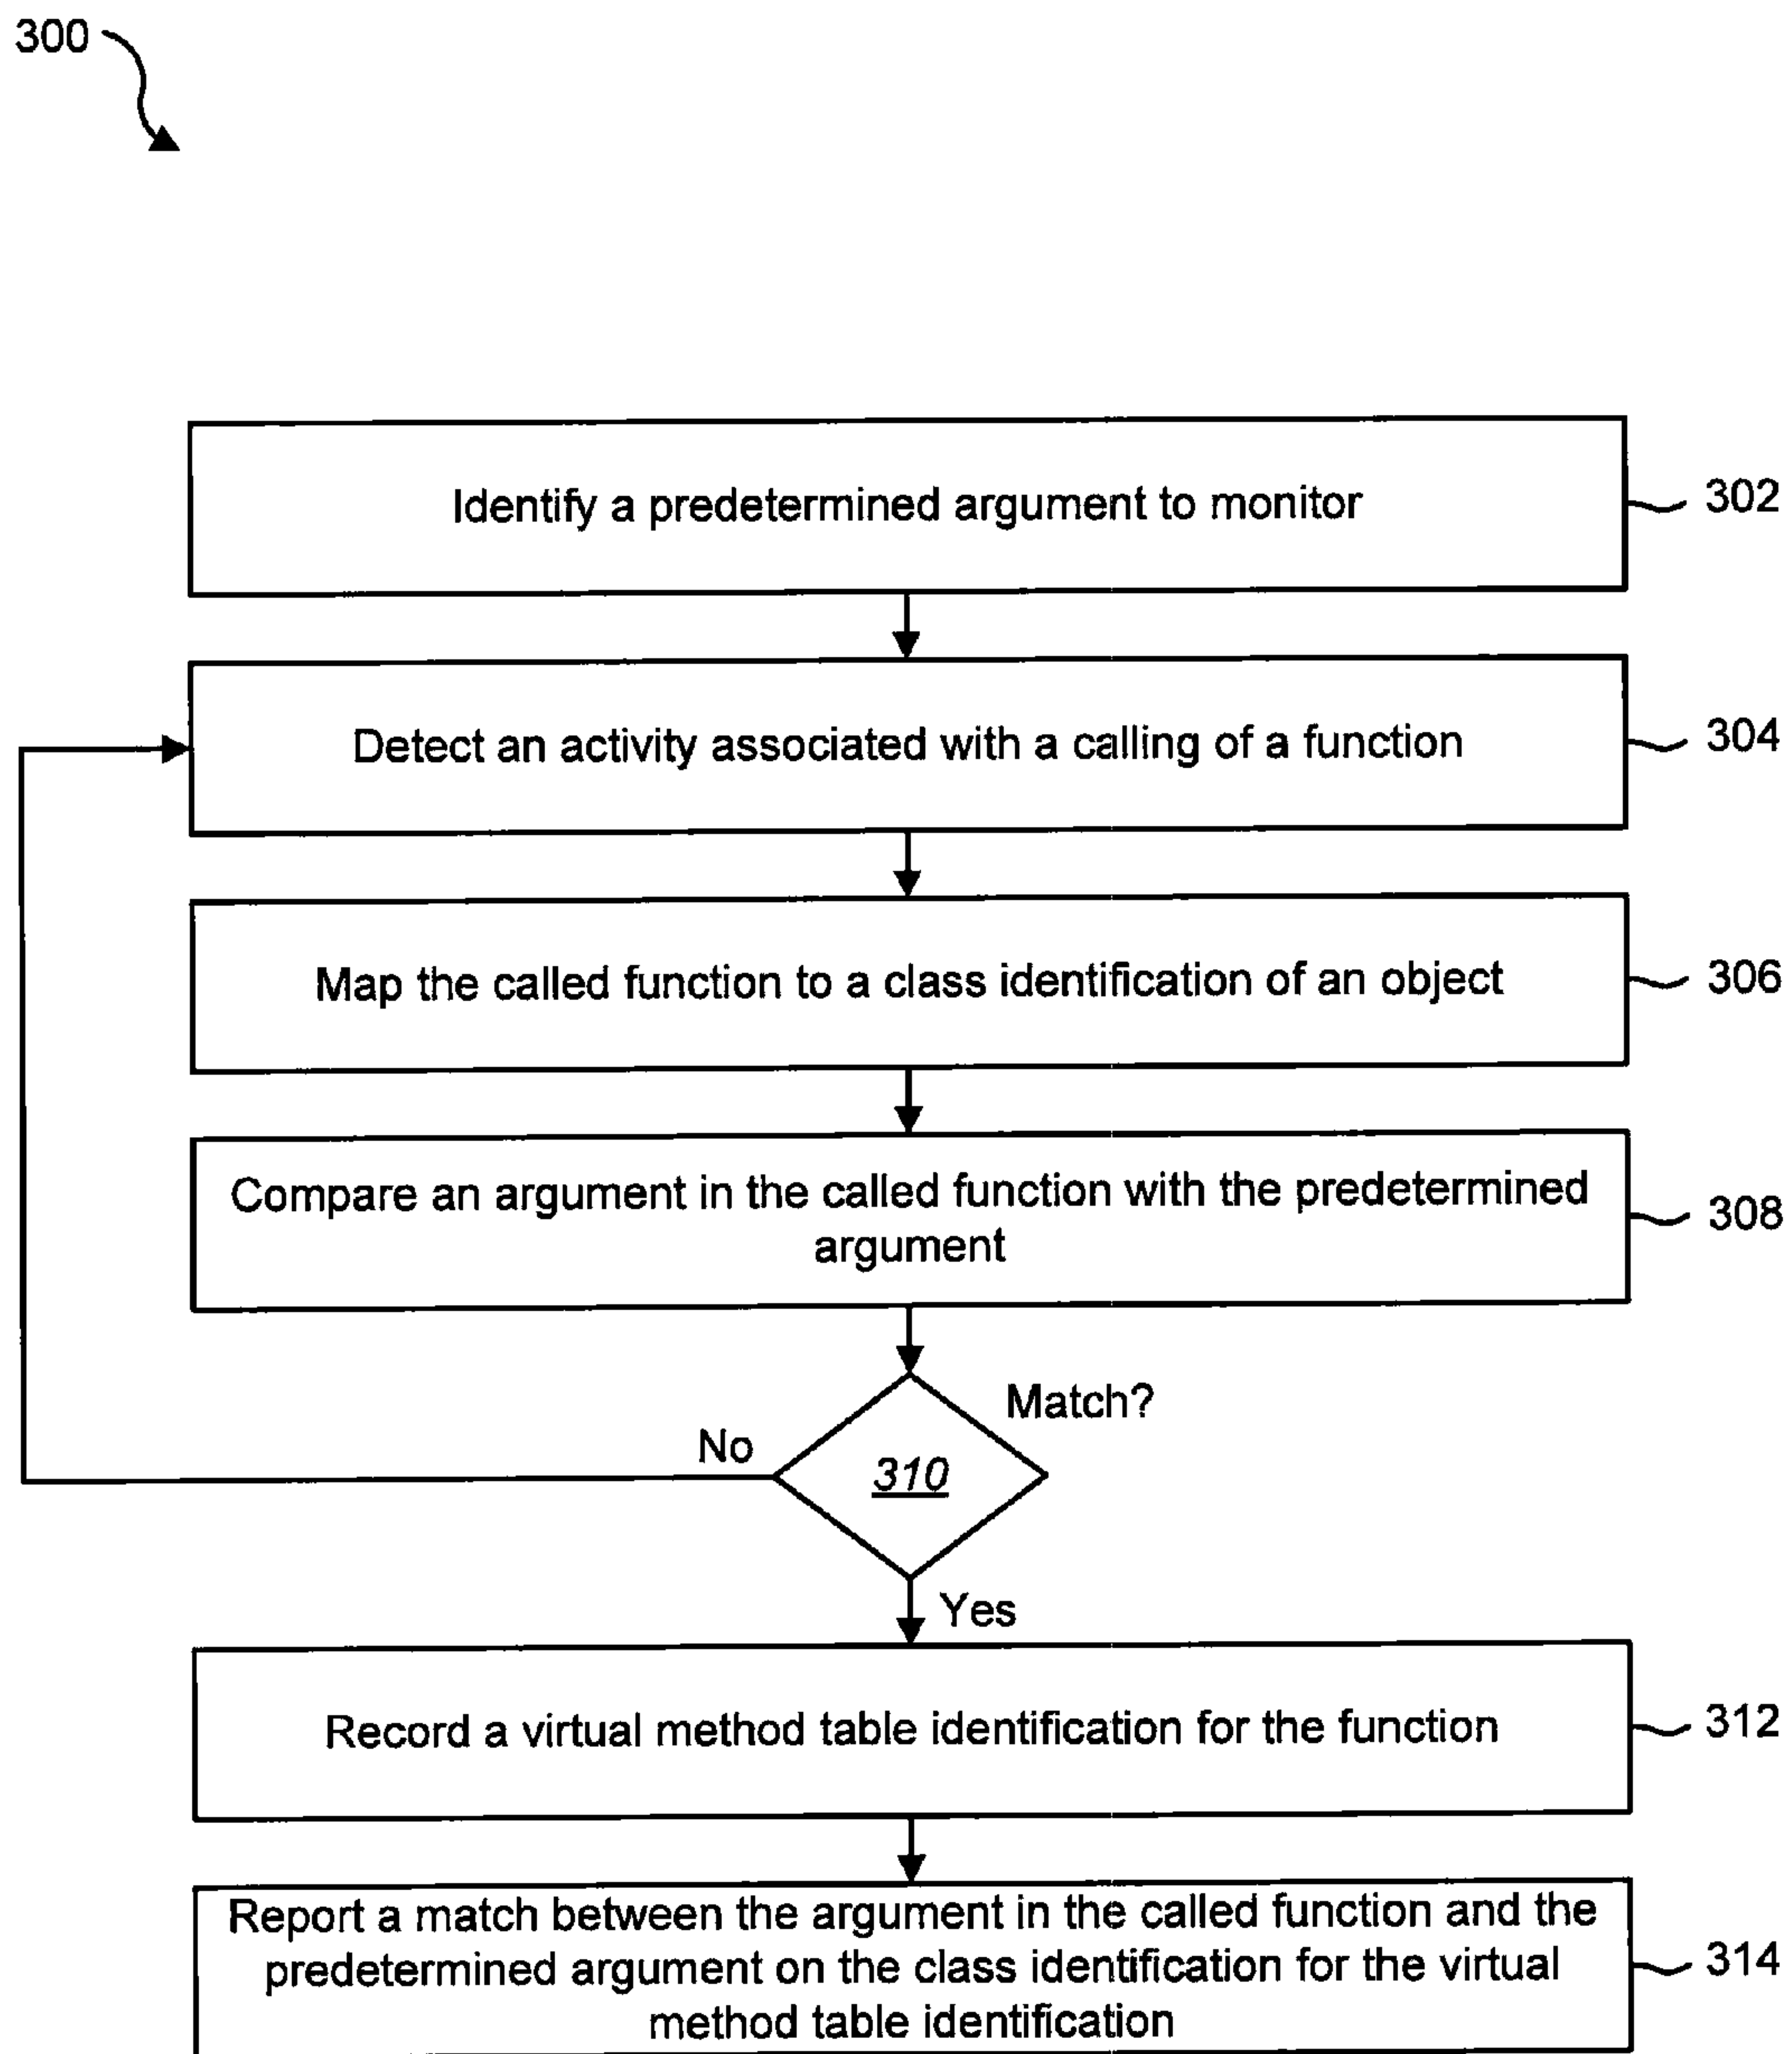 300
Identify a predetermined argument to monitor
302
Detect an activity associated with a calling of a function
304
Map the called function to a class identification of an object
306
Compare an argument in the called function with the predetermined
argument
308
Match?
No
310
Yes
Record a virtual method table identification for the function
312
Report a match between the argument in the called function and the
predetermined argument on the class identification for the virtual
method table identification
314